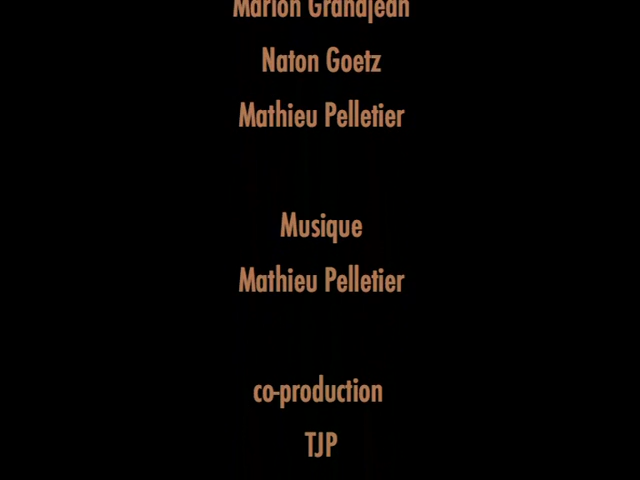 Marion Grandjean
Naton Goetz
Mathieu Pelletier
Musique
Mathieu Pelletier
co-production
TJP